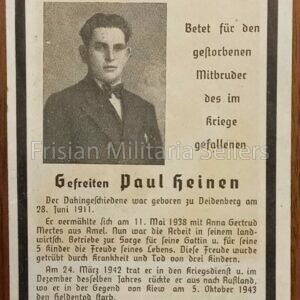 Betet für den
gestorbenen
Mitbruder
des im
Kriege
gefallenen
Frisian Militaria Sellers
Gefreiten Paul Heinen
Der Dahingeschiedene war geboren zu Deidenberg am
28. Juni 1911.
Er vermählte sich am 11. Mai 1938 mit Anna Gertrud
Mertes aus Amel. Nun war die Arbeit in seinem land-
wirtsch. Betriebe zur Sorge für seine Gattin u. für seine
5 Kinder die Freude seines Lebens. Diese Freude wurde
getrübt durch Krankheit und Tod von drei Kindern.
Am 24. März 1942 trat er in den Kriegsdienst u. im
Dezember desselben Jahres rückte er aus nach Rußland,
wo er in der Gegend von Kiew am 5. Oktober 1943
den Heldentod starb.